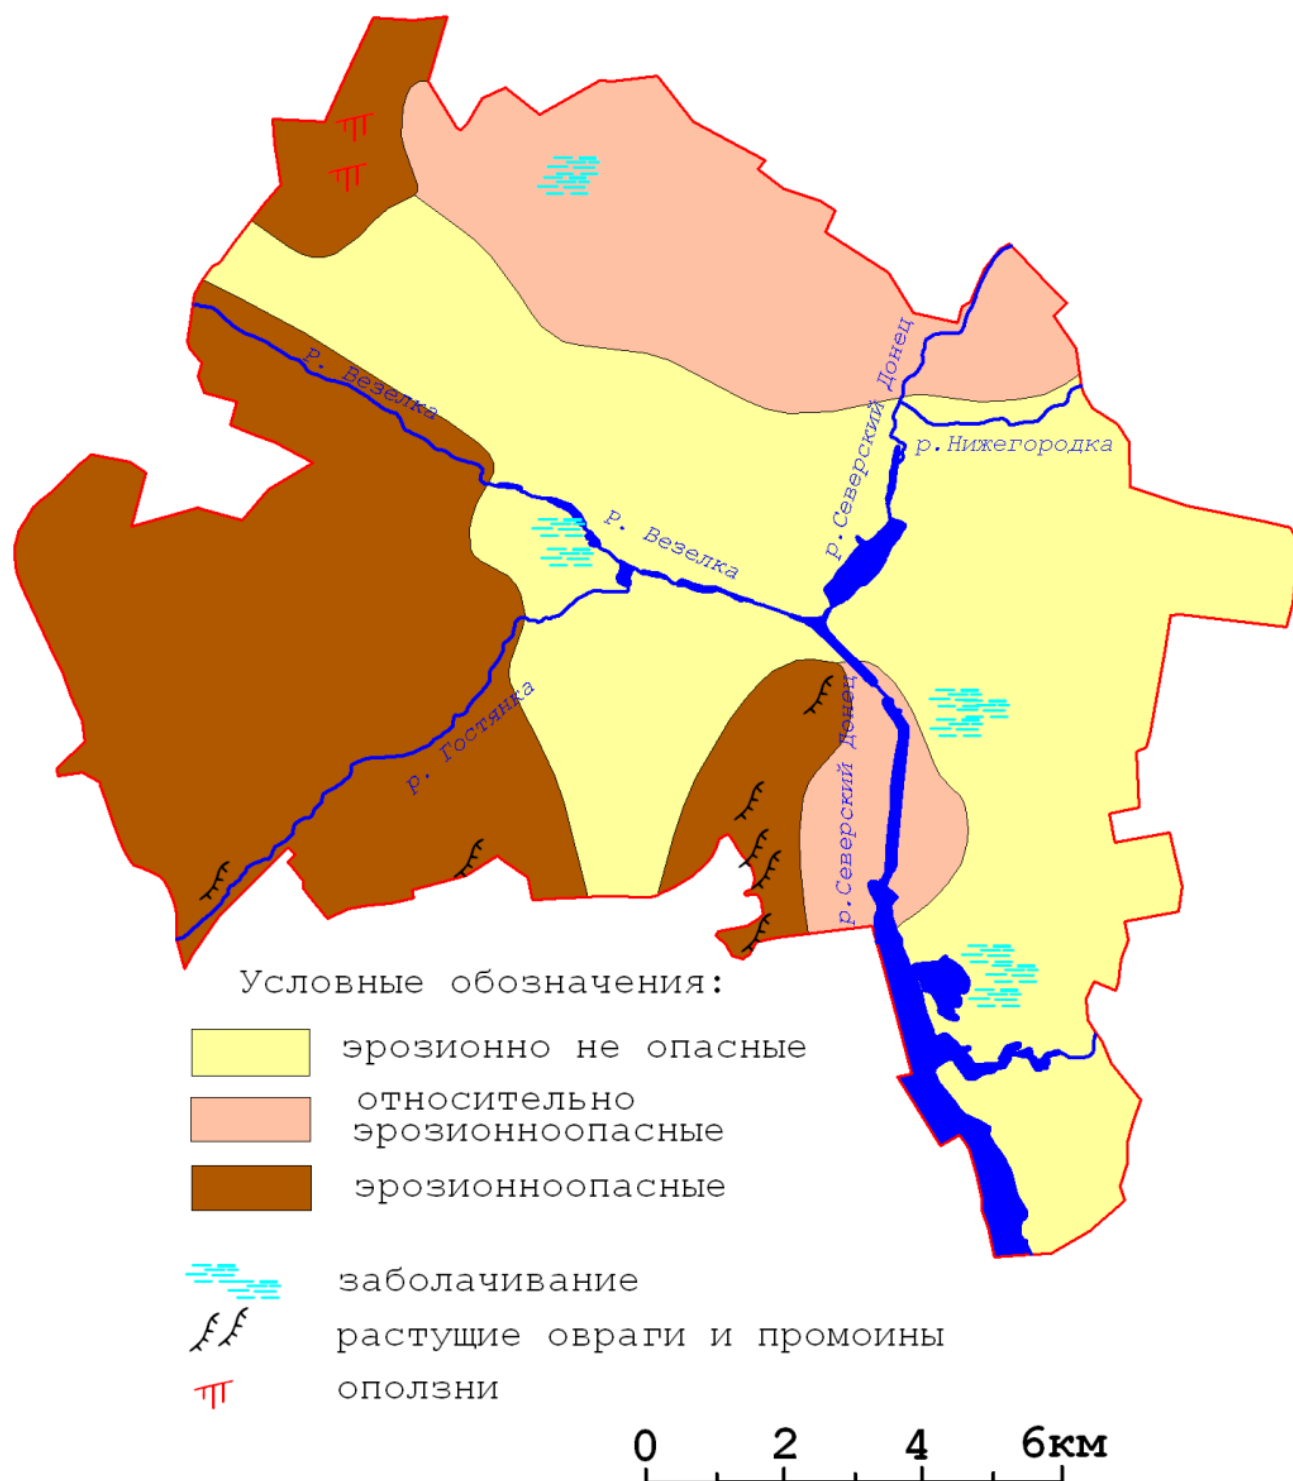 р. Везелка
р. Северский Донец
р. Нижегородка
р. Везелка
р. Гостянка
р. Северский Донец
Условные обозначения:
эрозионно не опасные
относительно
эрозионноопасные
эрозионноопасные
заболачивание
растущие овраги и промоины
оползни
0 2 4 6км